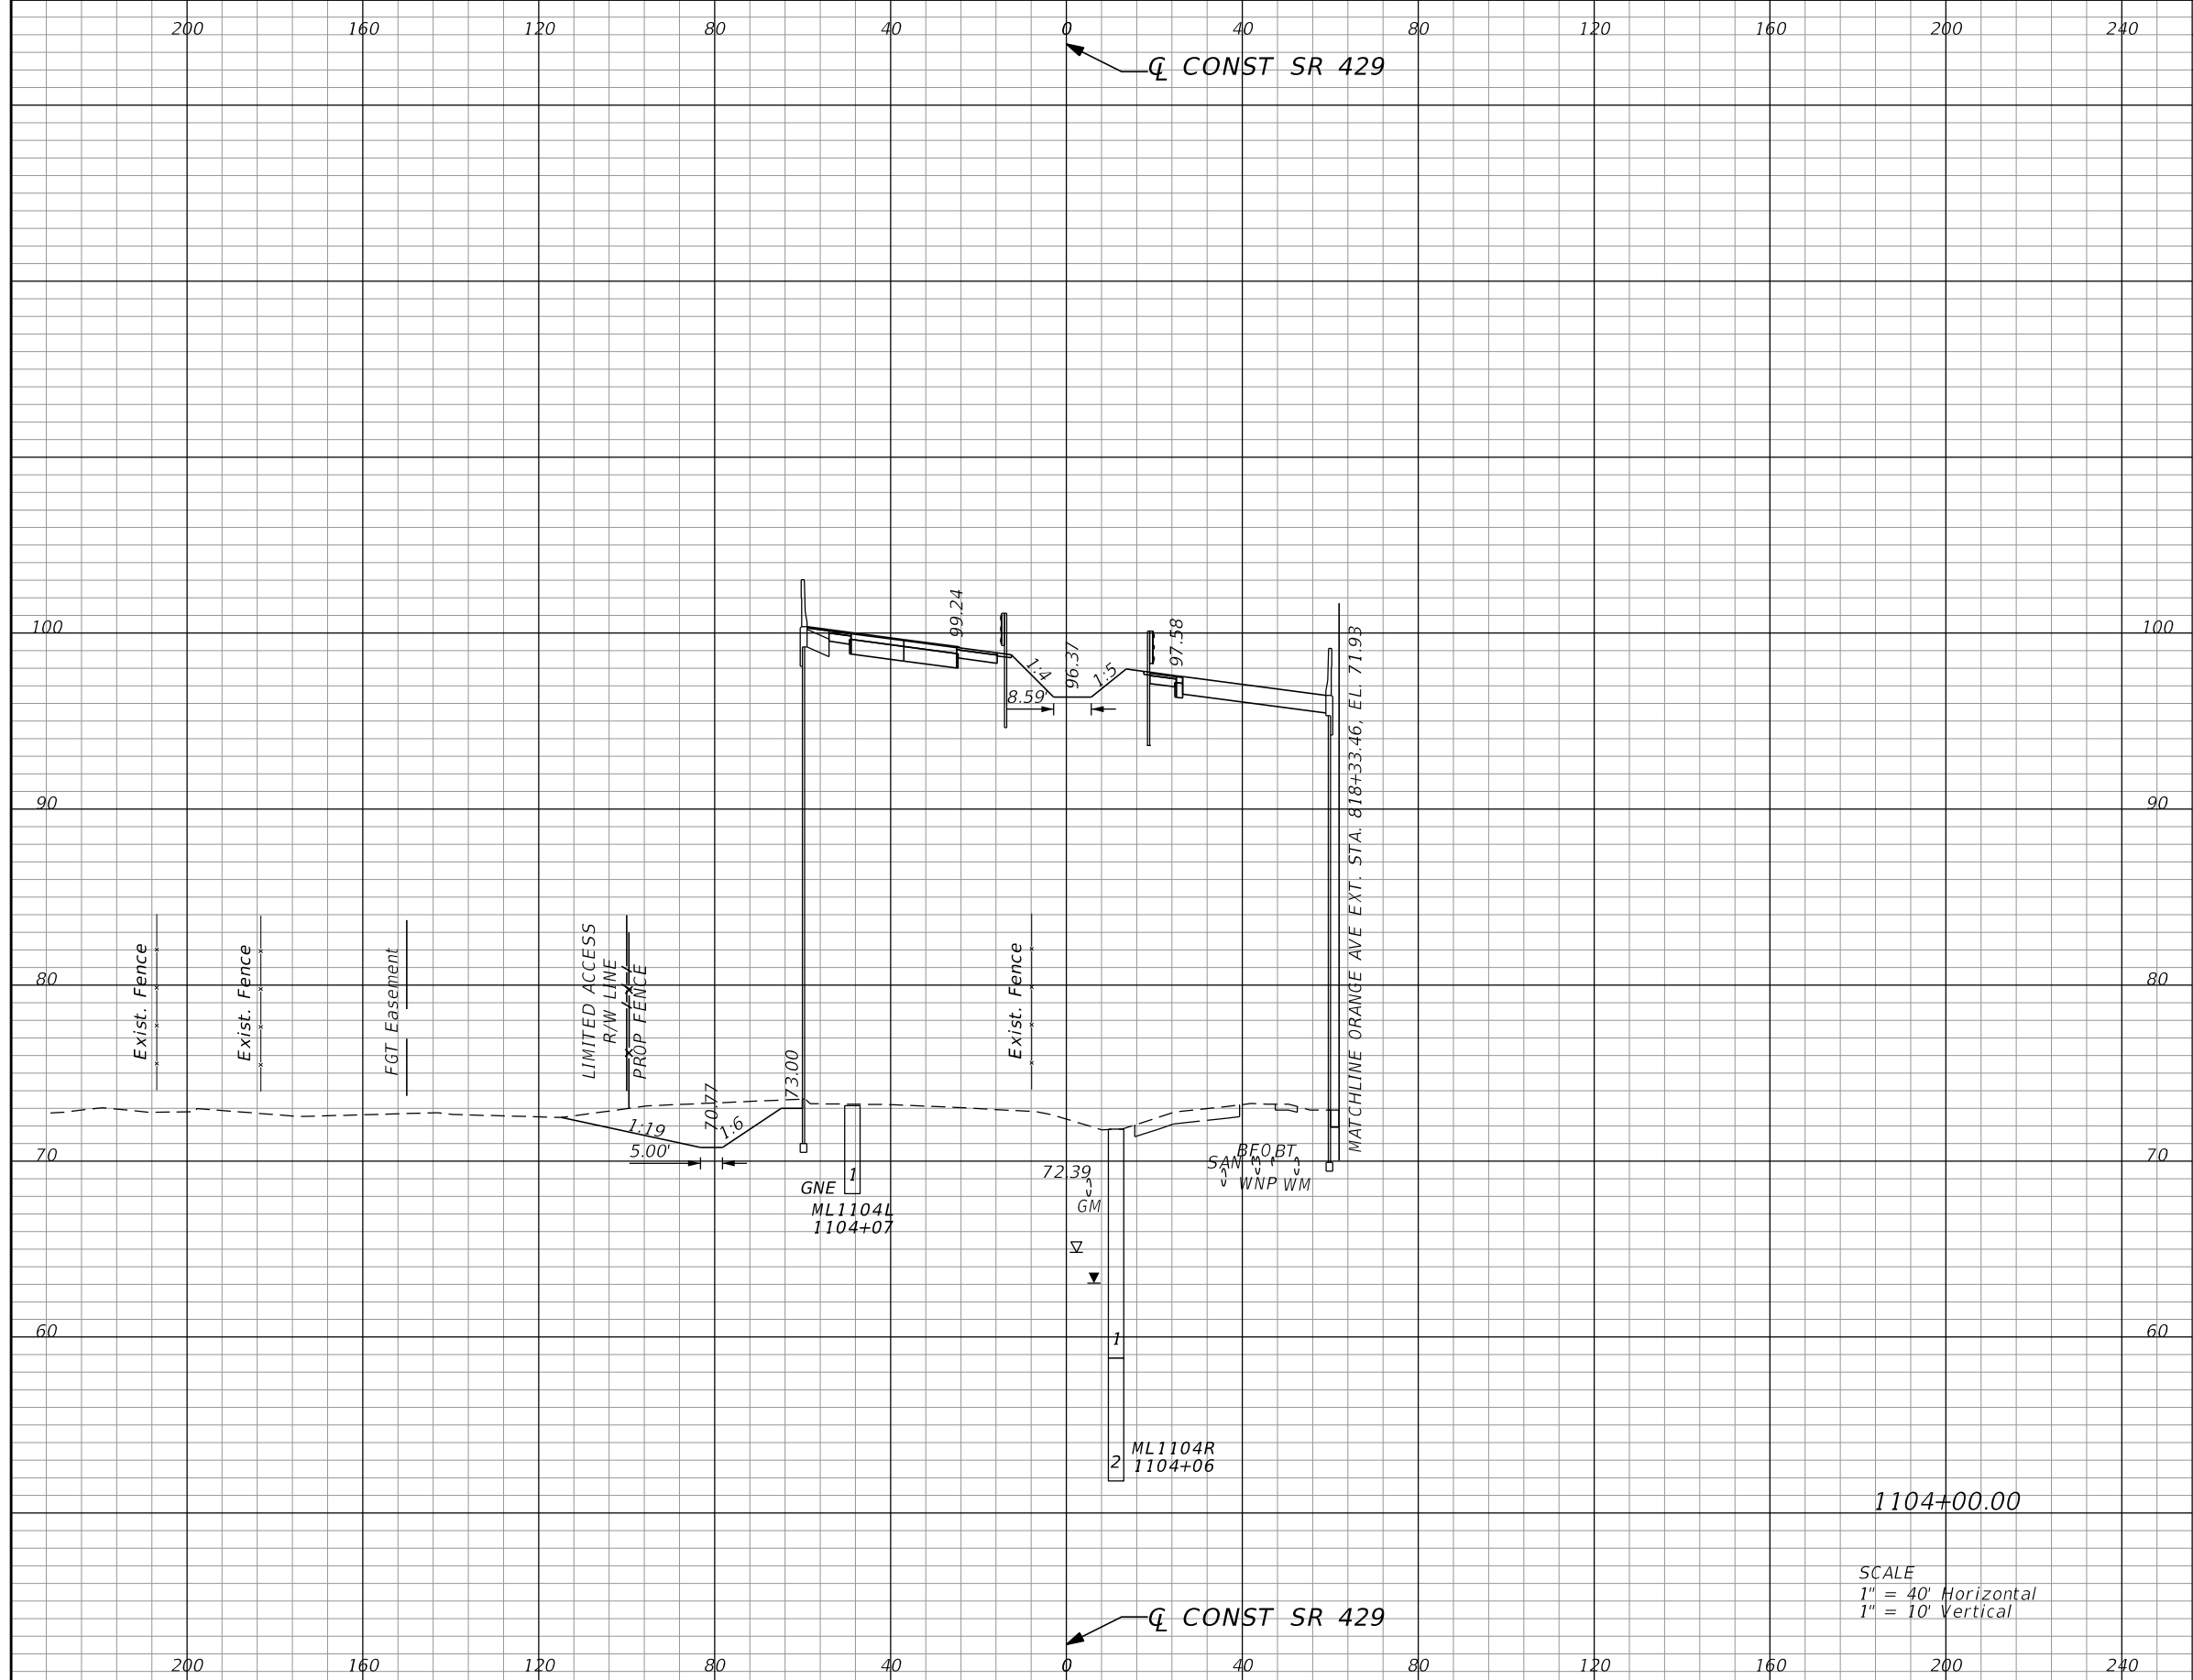 200 160 120 80 40 0 40 80 120 160 200 240
℄ CONST SR 429
99.24
97.58
100 100
96.37
1:4
1:5
8.59'
MATCHLINE ORANGE AVE EXT. STA. 818+33.46, EL. 71.93
90 90
Exist. Fence
Exist. Fence
FGT Easement
LIMITED ACCESS
R/W LINE /
PROP FENCE
Exist. Fence
80 80
73.00
70.77
1:19
1:6
5.00'
70 70
1
GNE
ML1104L
1104+07
72.39
GM
SAN
BFO
BT
WNP
WM
60 60
1
2
ML1104R
1104+06
1104+00.00
SCALE
1" = 40' Horizontal
1" = 10' Vertical
℄ CONST SR 429
200 160 120 80 40 0 40 80 120 160 200 240